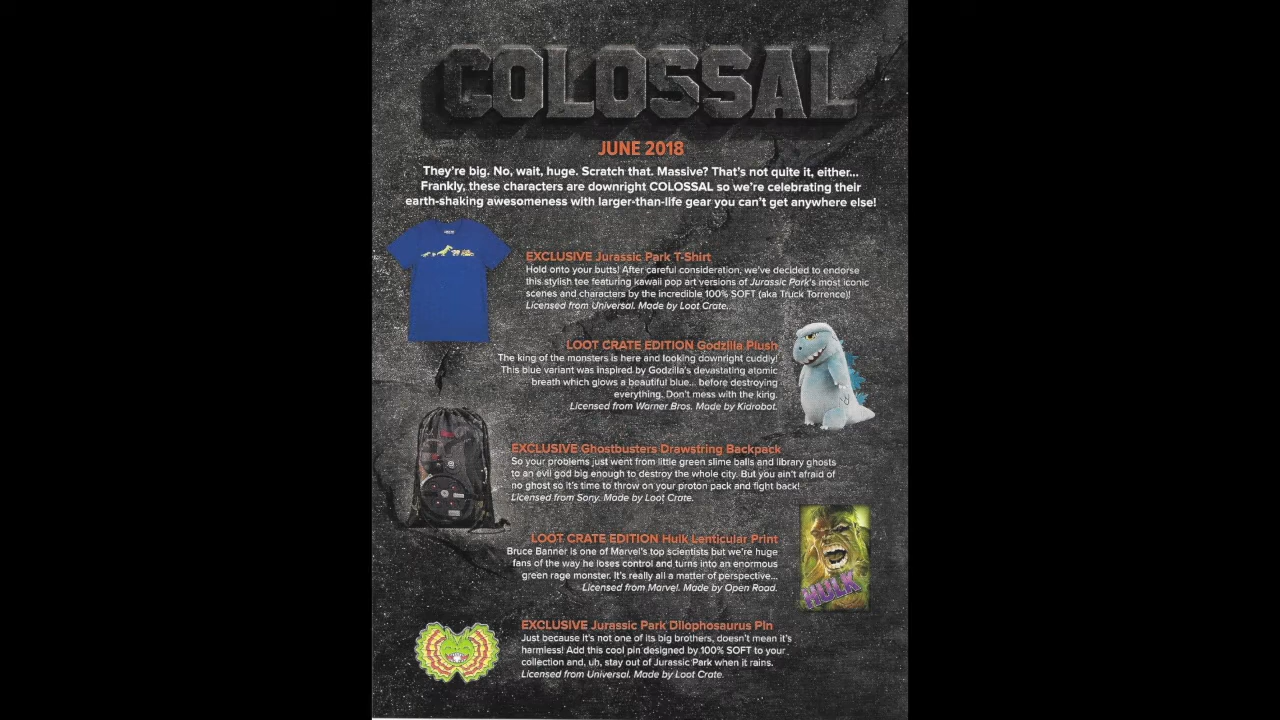 COLOSSAL
JUNE 2018
They're big. No, wait, huge. Scratch that. Massive? That's not quite it, either...
Frankly, these characters are downright COLOSSAL so we're celebrating their
earth-shaking awesomeness with larger-than-life gear you can't get anywhere else!
EXCLUSIVE Jurassic Park T-Shirt
Hold onto your butts! After careful consideration, we've decided to endorse
this stylish tee featuring kawaii pop art versions of Jurassic Park's most iconic
scenes and characters by the incredible 100% SOFT (aka Truck Torrence)!
Licensed from Universal. Made by Loot Crate.
LOOT CRATE EDITION Godzilla Plush
The king of the monsters is here and looking downright cuddly!
This blue variant was inspired by Godzilla's devastating atomic
breath which glows a beautiful blue... before destroying
everything. Don't mess with the king.
Licensed from Warner Bros. Made by Kidrobot.
EXCLUSIVE Ghostbusters Drawstring Backpack
So your problems just went from little green slime balls and library ghosts
to an evil god big enough to destroy the whole city. But you ain't afraid of
no ghost so it's time to throw on your proton pack and fight back!
Licensed from Sony. Made by Loot Crate.
LOOT CRATE EDITION Hulk Lenticular Print
Bruce Banner is one of Marvel's top scientists but we're huge
fans of the way he loses control and turns into an enormous
green rage monster. It's really all a matter of perspective...
Licensed from Marvel. Made by Open Road.
HULK
EXCLUSIVE Jurassic Park Dilophosaurus Pin
Just because it's not one of its big brothers, doesn't mean it's
harmless! Add this cool pin designed by 100% SOFT to your
collection and, uh, stay out of Jurassic Park when it rains.
Licensed from Universal. Made by Loot Crate.